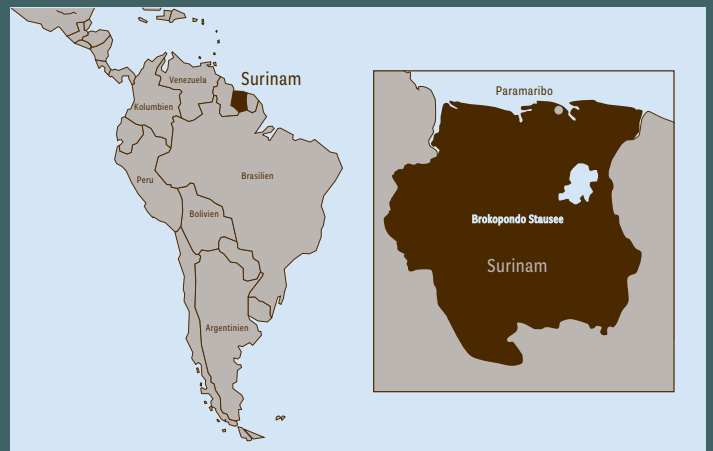 Surinam
Venezuela
Kolumbien
Peru
Brasilien
Bolivien
Argentinien
Paramaribo
Brokopondo Stausee
Surinam